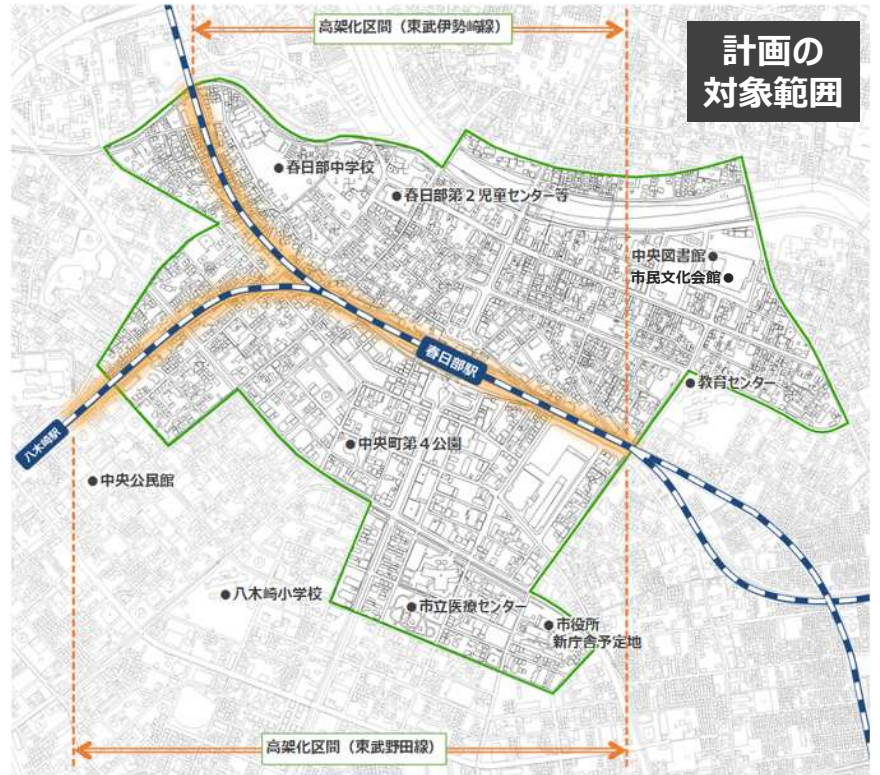 高架化区間（東武伊勢崎線）
計画の
対象範囲
●春日部中学校
●春日部第２児童センター等
中央図書館●
市民文化会館●
春日部駅
●教育センター
八木崎駅
●中央町第４公園
●中央公民館
●八木崎小学校
●市立医療センター
●市役所
新庁舎予定地
高架化区間（東武野田線）